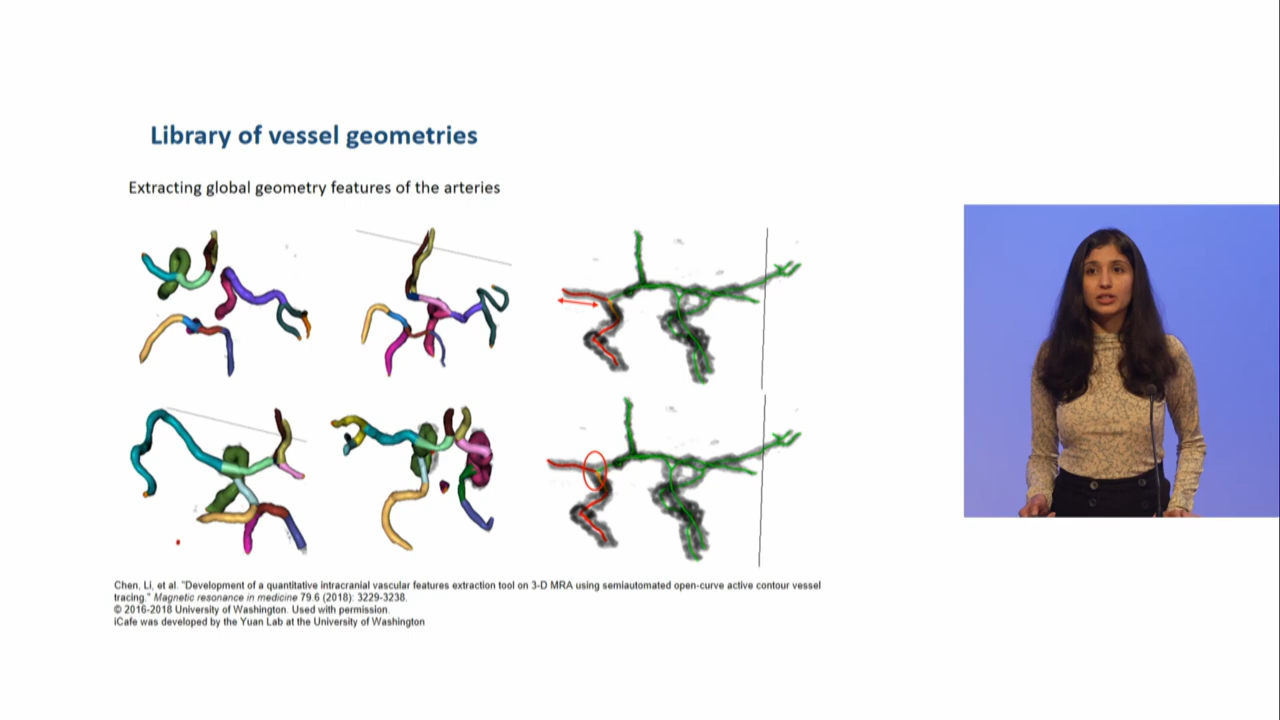 Library of vessel geometries
Extracting global geometry features of the arteries
Chen, Li, et al. "Development of a quantitative intracranial vascular features extraction tool on 3-D MRA using semiautomated open-curve active contour vessel
tracing." Magnetic resonance in medicine 79.6 (2018): 3229-3238.
© 2016-2018 University of Washington. Used with permission.
iCafe was developed by the Yuan Lab at the University of Washington